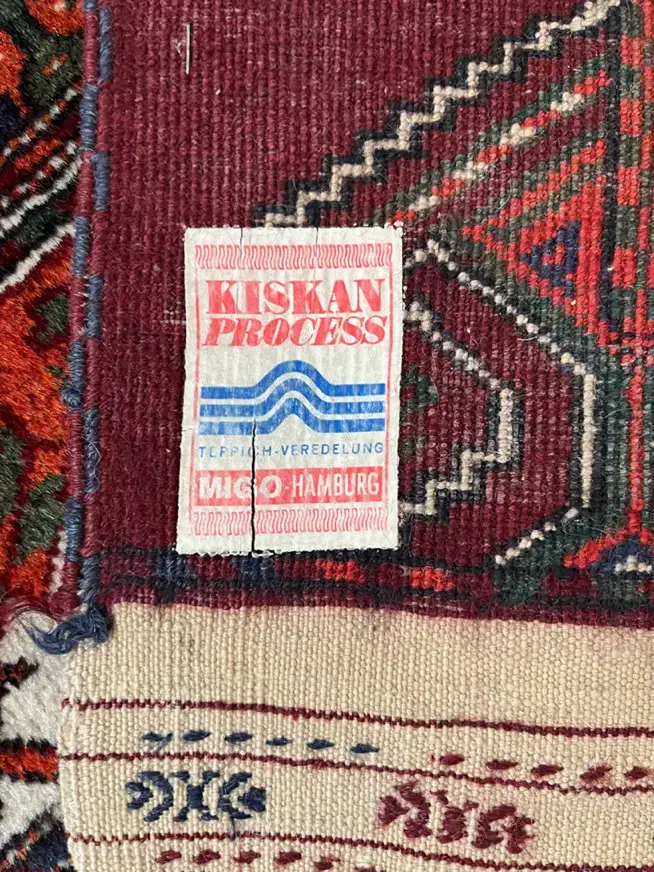 KISKAN
PROCESS
TEPPICH-VEREDELUNG
MIGO-HAMBURG